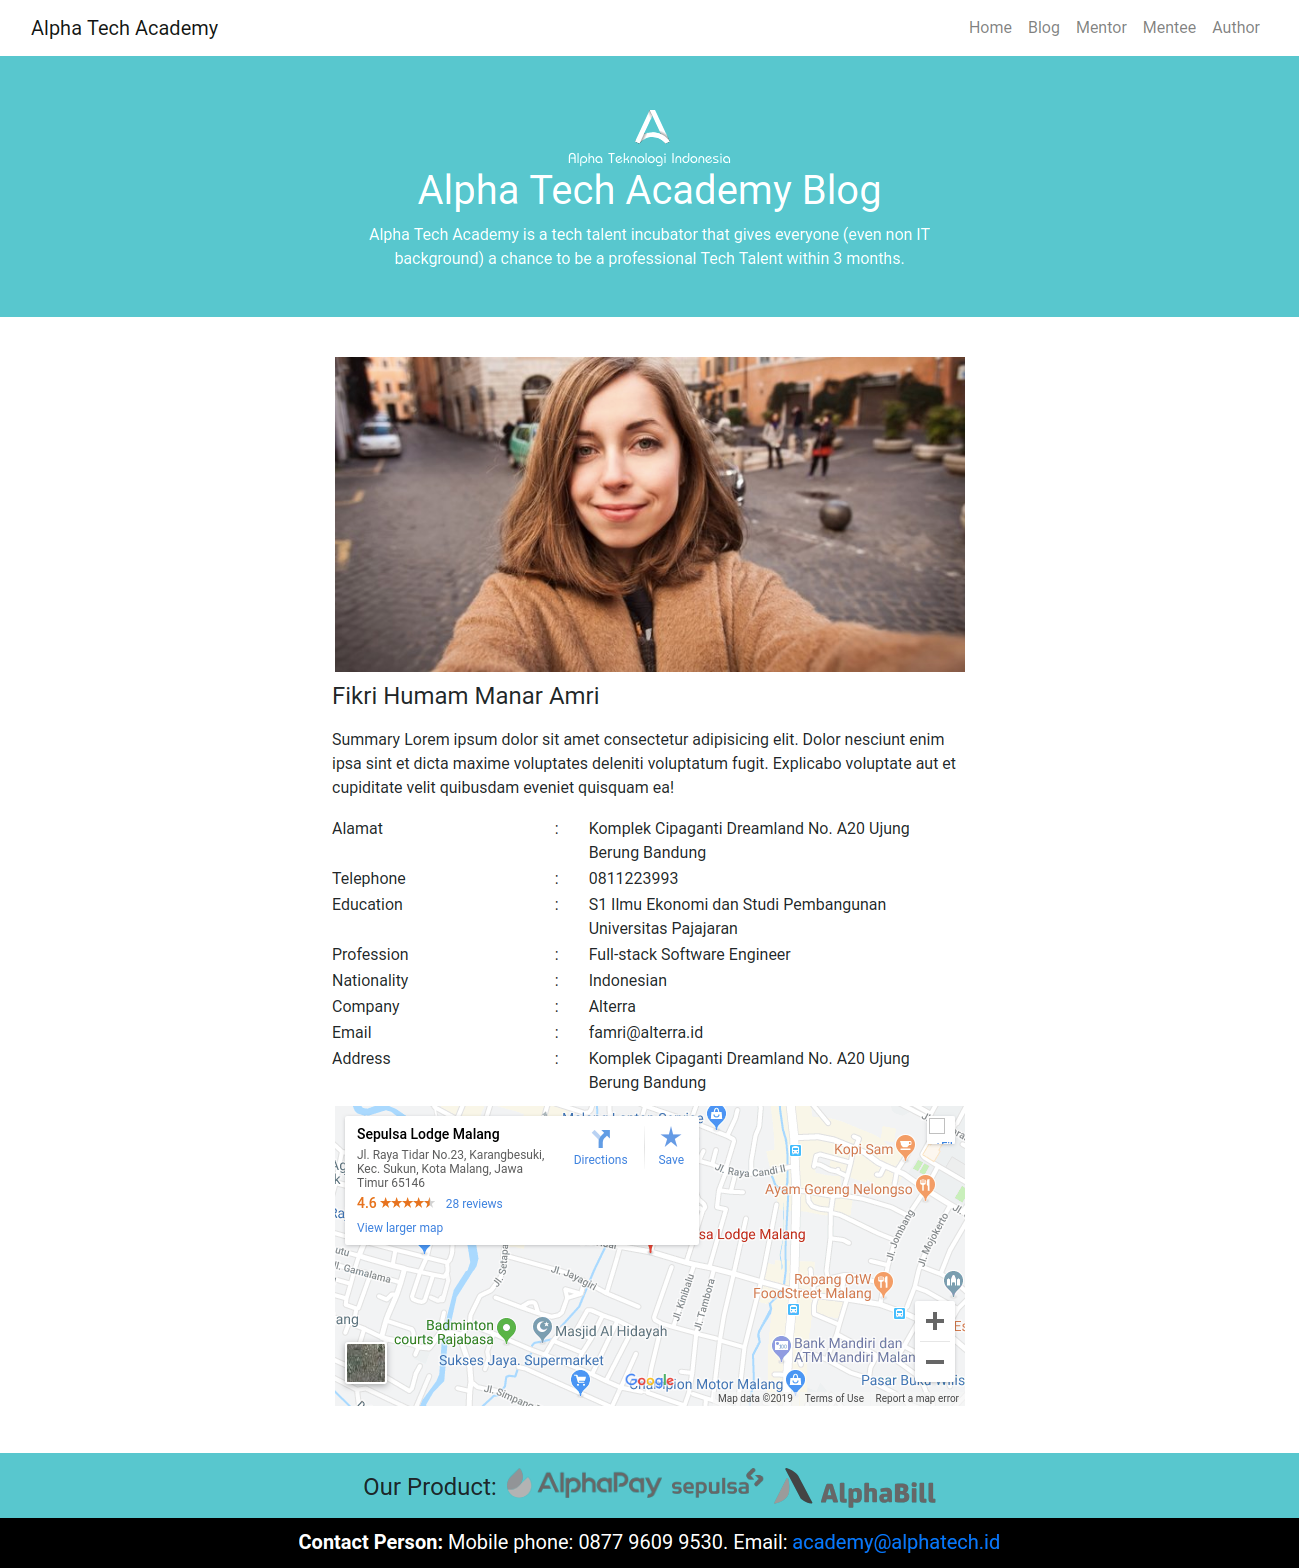 Alpha Tech Academy
Home Blog Mentor Mentee Author
Alpha Teknologi Indonesia
Alpha Tech Academy Blog
Alpha Tech Academy is a tech talent incubator that gives everyone (even non IT
background) a chance to be a professional Tech Talent within 3 months.
Fikri Humam Manar Amri
Summary Lorem ipsum dolor sit amet consectetur adipisicing elit. Dolor nesciunt enim
ipsa sint et dicta maxime voluptates deleniti voluptatum fugit. Explicabo voluptate aut et
cupiditate velit quibusdam eveniet quisquam ea!
Alamat : Komplek Cipaganti Dreamland No. A20 Ujung
Berung Bandung
Telephone : 0811223993
Education : S1 Ilmu Ekonomi dan Studi Pembangunan
Universitas Pajajaran
Profession : Full-stack Software Engineer
Nationality : Indonesian
Company : Alterra
Email : famri@alterra.id
Address : Komplek Cipaganti Dreamland No. A20 Ujung
Berung Bandung
Sepulsa Lodge Malang
Jl. Raya Tidar No.23, Karangbesuki,
Kec. Sukun, Kota Malang, Jawa
Timur 65146
4.6 28 reviews
View larger map
Directions
Save
Kopi Sam
Jl. Raya Candi II
Ayam Goreng Nelongso
Jl. Jombang
Jl. Mojokerto
sa Lodge Malang
Jl. Gamalama
Jl. Setapa
Jl. Jayagiri
Jl. Kinibalu
Jl. Tambora
Ropang OtW
FoodStreet Malang
ang
Badminton
courts Rajabasa
Masjid Al Hidayah
Bank Mandiri dan
ATM Mandiri Malan
Es
Sukses Jaya. Supermarket
Google
Champion Motor Malang
Pasar Buku Wilis
Jl. Simpang
Map data ©2019 Terms of Use Report a map error
Our Product: AlphaPay sepulsa AlphaBill
Contact Person: Mobile phone: 0877 9609 9530. Email: academy@alphatech.id